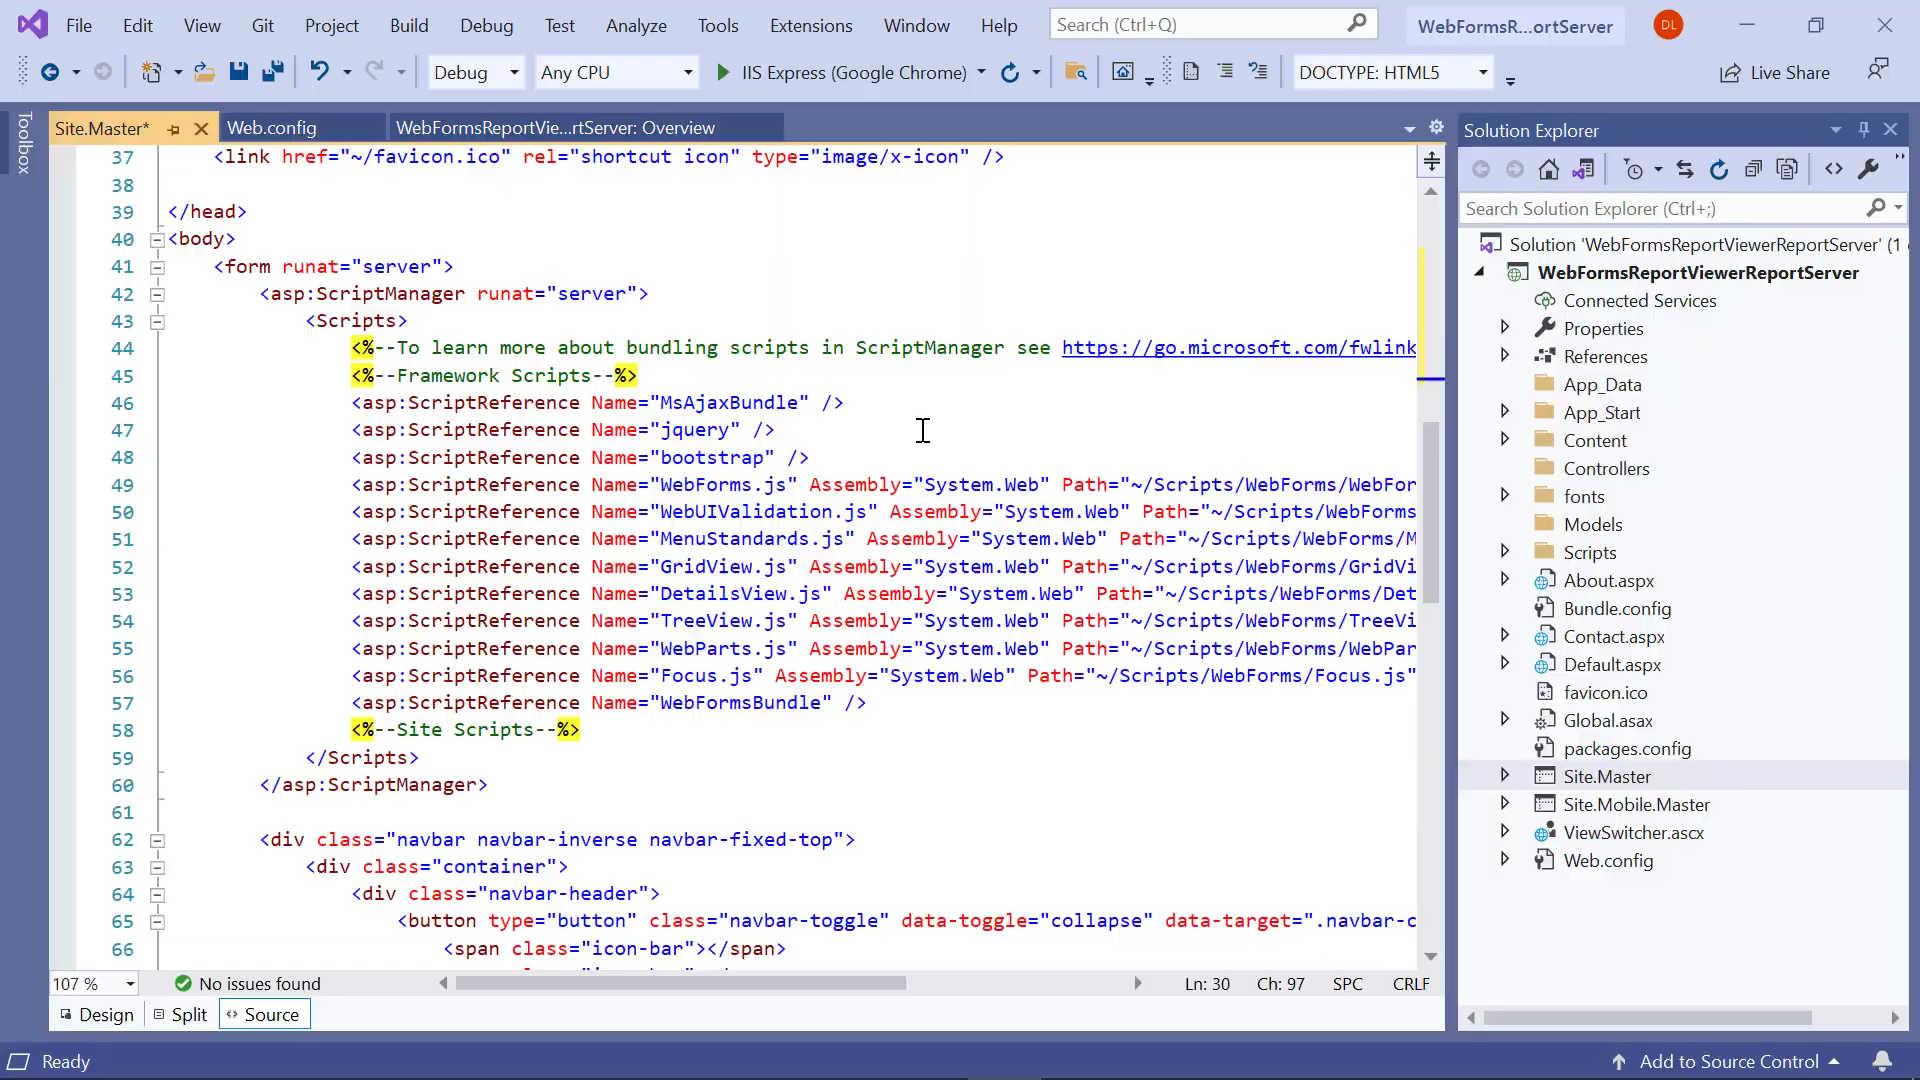 File Edit View Git Project Build Debug Test Analyze Tools Extensions Window Help Search (Ctrl+Q) WebFormsR...ortServer DL
Debug Any CPU IIS Express (Google Chrome) DOCTYPE: HTML5 Live Share
Toolbox
Site.Master* Web.config WebFormsReportVie...rtServer: Overview
37 <link href="~/favicon.ico" rel="shortcut icon" type="image/x-icon" />
38
39 </head>
40 <body>
41 <form runat="server">
42 <asp:ScriptManager runat="server">
43 <Scripts>
44 <%--To learn more about bundling scripts in ScriptManager see https://go.microsoft.com/fwlink
45 <%--Framework Scripts--%>
46 <asp:ScriptReference Name="MsAjaxBundle" />
47 <asp:ScriptReference Name="jquery" />
48 <asp:ScriptReference Name="bootstrap" />
49 <asp:ScriptReference Name="WebForms.js" Assembly="System.Web" Path="~/Scripts/WebForms/WebFor
50 <asp:ScriptReference Name="WebUIValidation.js" Assembly="System.Web" Path="~/Scripts/WebForms
51 <asp:ScriptReference Name="MenuStandards.js" Assembly="System.Web" Path="~/Scripts/WebForms/M
52 <asp:ScriptReference Name="GridView.js" Assembly="System.Web" Path="~/Scripts/WebForms/GridVi
53 <asp:ScriptReference Name="DetailsView.js" Assembly="System.Web" Path="~/Scripts/WebForms/Det
54 <asp:ScriptReference Name="TreeView.js" Assembly="System.Web" Path="~/Scripts/WebForms/TreeVi
55 <asp:ScriptReference Name="WebParts.js" Assembly="System.Web" Path="~/Scripts/WebForms/WebPar
56 <asp:ScriptReference Name="Focus.js" Assembly="System.Web" Path="~/Scripts/WebForms/Focus.js"
57 <asp:ScriptReference Name="WebFormsBundle" />
58 <%--Site Scripts--%>
59 </Scripts>
60 </asp:ScriptManager>
61
62 <div class="navbar navbar-inverse navbar-fixed-top">
63 <div class="container">
64 <div class="navbar-header">
65 <button type="button" class="navbar-toggle" data-toggle="collapse" data-target=".navbar-c
66 <span class="icon-bar"></span>
107 % No issues found Ln: 30 Ch: 97 SPC CRLF
Design Split Source
Solution Explorer
Search Solution Explorer (Ctrl+;)
Solution 'WebFormsReportViewerReportServer' (1
WebFormsReportViewerReportServer
Connected Services
Properties
References
App_Data
App_Start
Content
Controllers
fonts
Models
Scripts
About.aspx
Bundle.config
Contact.aspx
Default.aspx
favicon.ico
Global.asax
packages.config
Site.Master
Site.Mobile.Master
ViewSwitcher.ascx
Web.config
Ready Add to Source Control